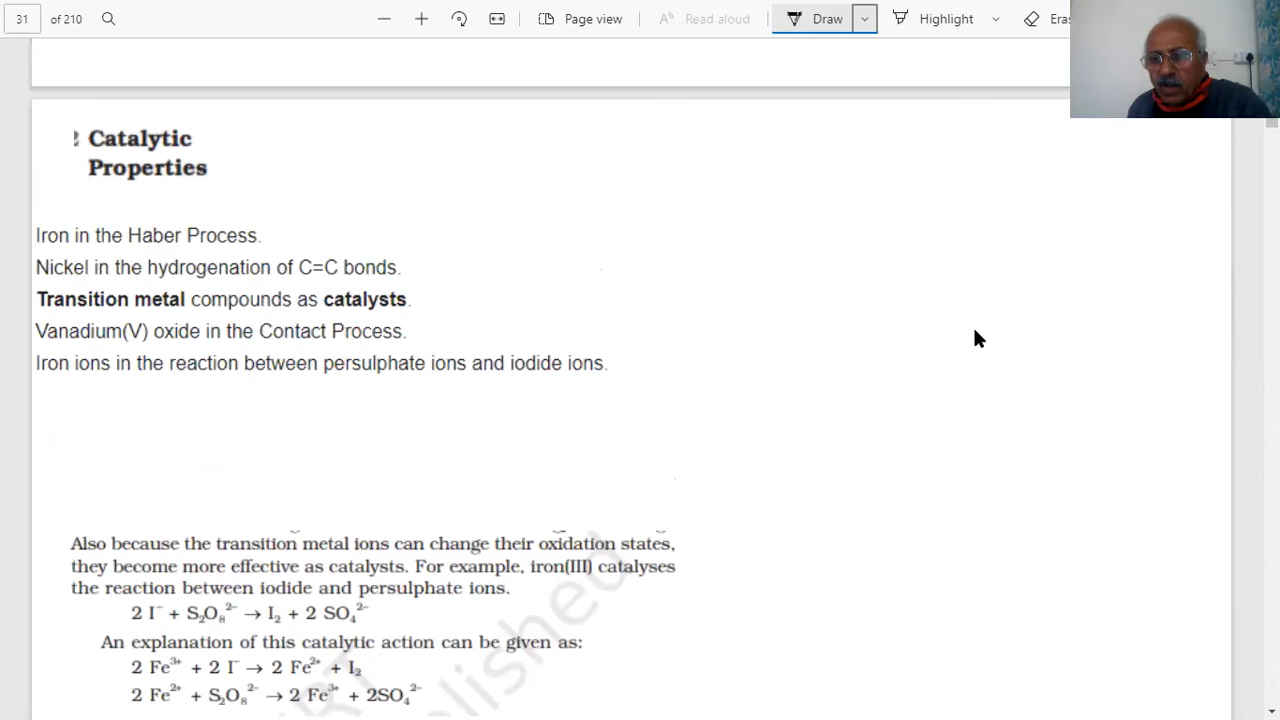 31 of 210 Page view Read aloud Draw Highlight
Catalytic
Properties
Iron in the Haber Process.
Nickel in the hydrogenation of C=C bonds.
Transition metal compounds as catalysts.
Vanadium(V) oxide in the Contact Process.
Iron ions in the reaction between persulphate ions and iodide ions.
Also because the transition metal ions can change their oxidation states,
they become more effective as catalysts. For example, iron(III) catalyses
the reaction between iodide and persulphate ions.
2 I⁻ + S₂O₈²⁻ → I₂ + 2 SO₄²⁻
An explanation of this catalytic action can be given as:
2 Fe³⁺ + 2 I⁻ → 2 Fe²⁺ + I₂
2 Fe²⁺ + S₂O₈²⁻ → 2 Fe³⁺ + 2SO₄²⁻